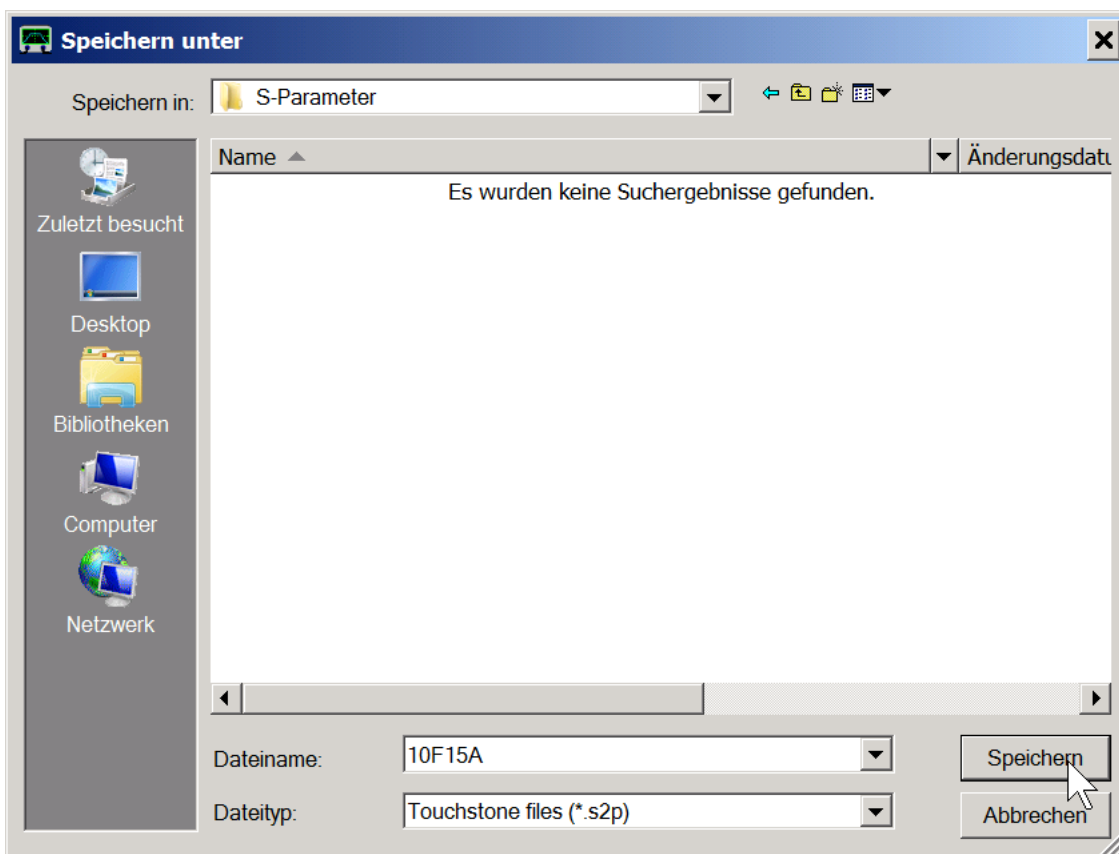 Speichern unter
Speichern in: S-Parameter
Name Änderungsdatu
Es wurden keine Suchergebnisse gefunden.
Zuletzt besucht
Desktop
Bibliotheken
Computer
Netzwerk
Dateiname: 10F15A Speichern
Dateityp: Touchstone files (*.s2p) Abbrechen